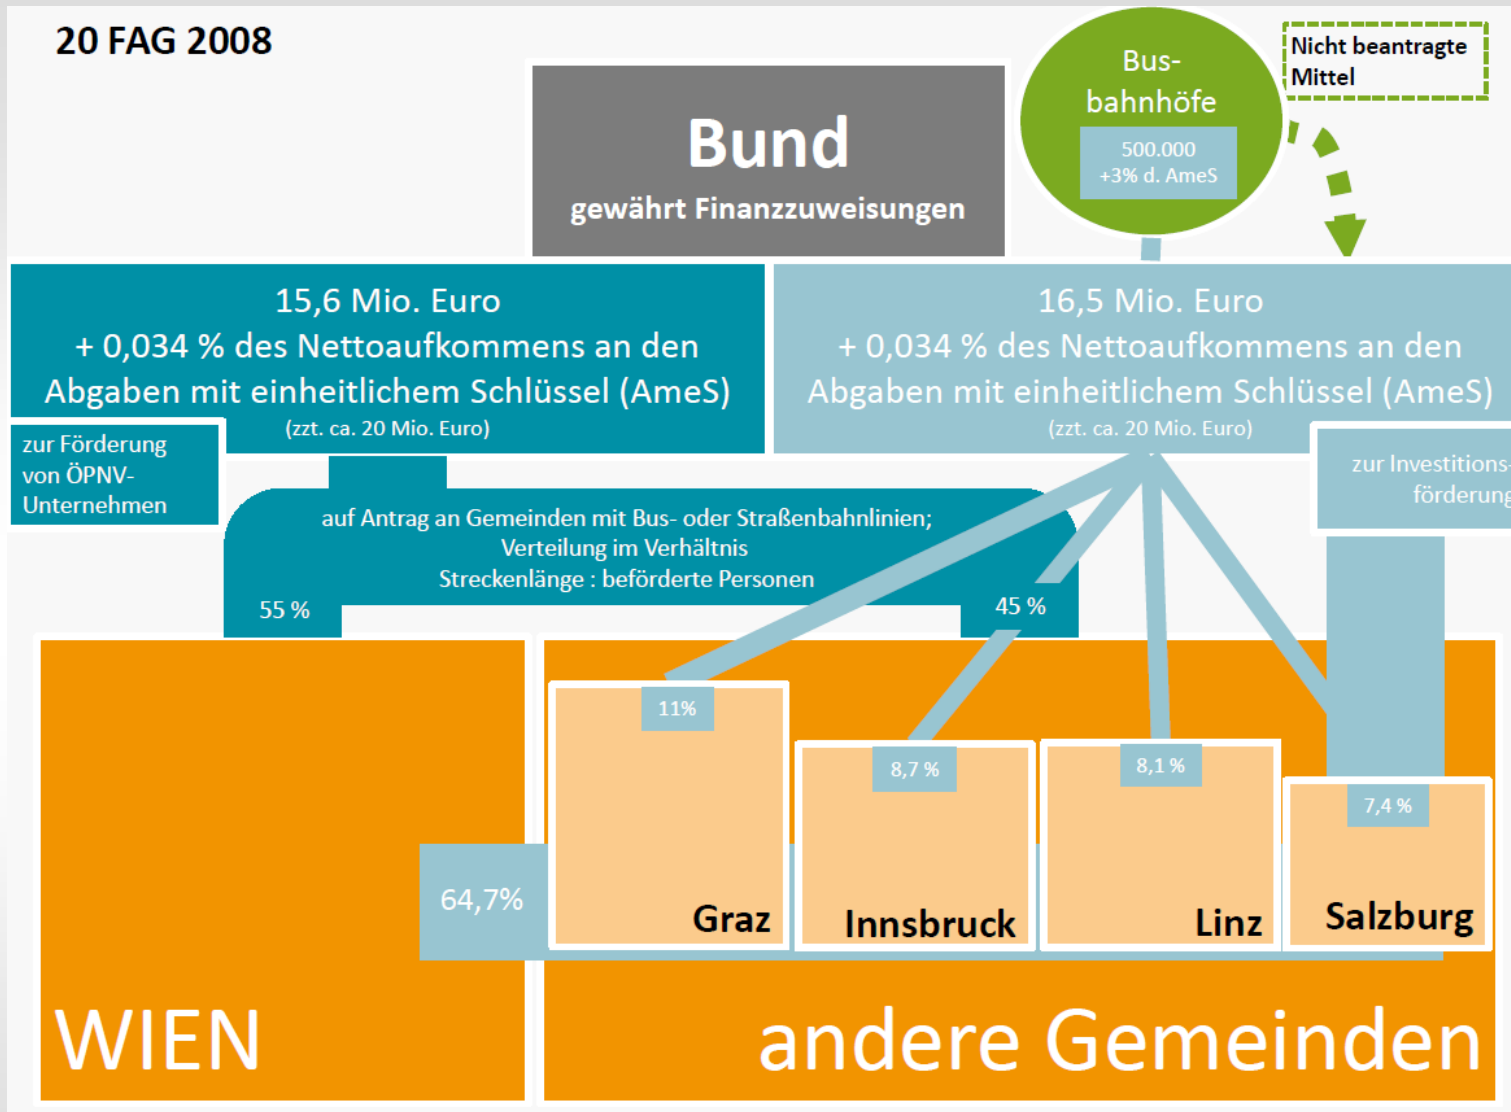 20 FAG 2008
Bund
gewährt Finanzzuweisungen
Bus-
bahnhöfe
500.000
+3% d. AmeS
Nicht beantragte
Mittel
15,6 Mio. Euro
+ 0,034 % des Nettoaufkommens an den
Abgaben mit einheitlichem Schlüssel (AmeS)
(zzt. ca. 20 Mio. Euro)
16,5 Mio. Euro
+ 0,034 % des Nettoaufkommens an den
Abgaben mit einheitlichem Schlüssel (AmeS)
(zzt. ca. 20 Mio. Euro)
zur Förderung
von ÖPNV-
Unternehmen
zur Investitions-
förderung
auf Antrag an Gemeinden mit Bus- oder Straßenbahnlinien;
Verteilung im Verhältnis
Streckenlänge : beförderte Personen
55 %
45 %
11%
8,7 %
8,1 %
7,4 %
64,7%
Graz
Innsbruck
Linz
Salzburg
WIEN
andere Gemeinden